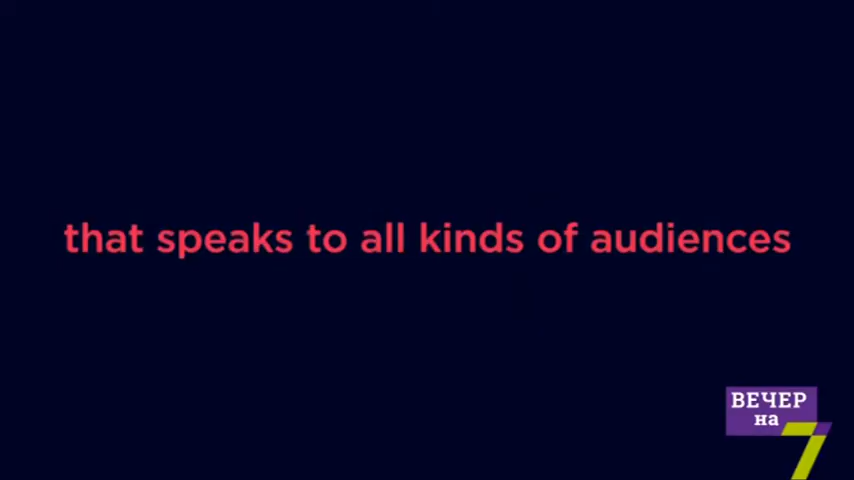 that speaks to all kinds of audiences
ВЕЧЕР
на
7